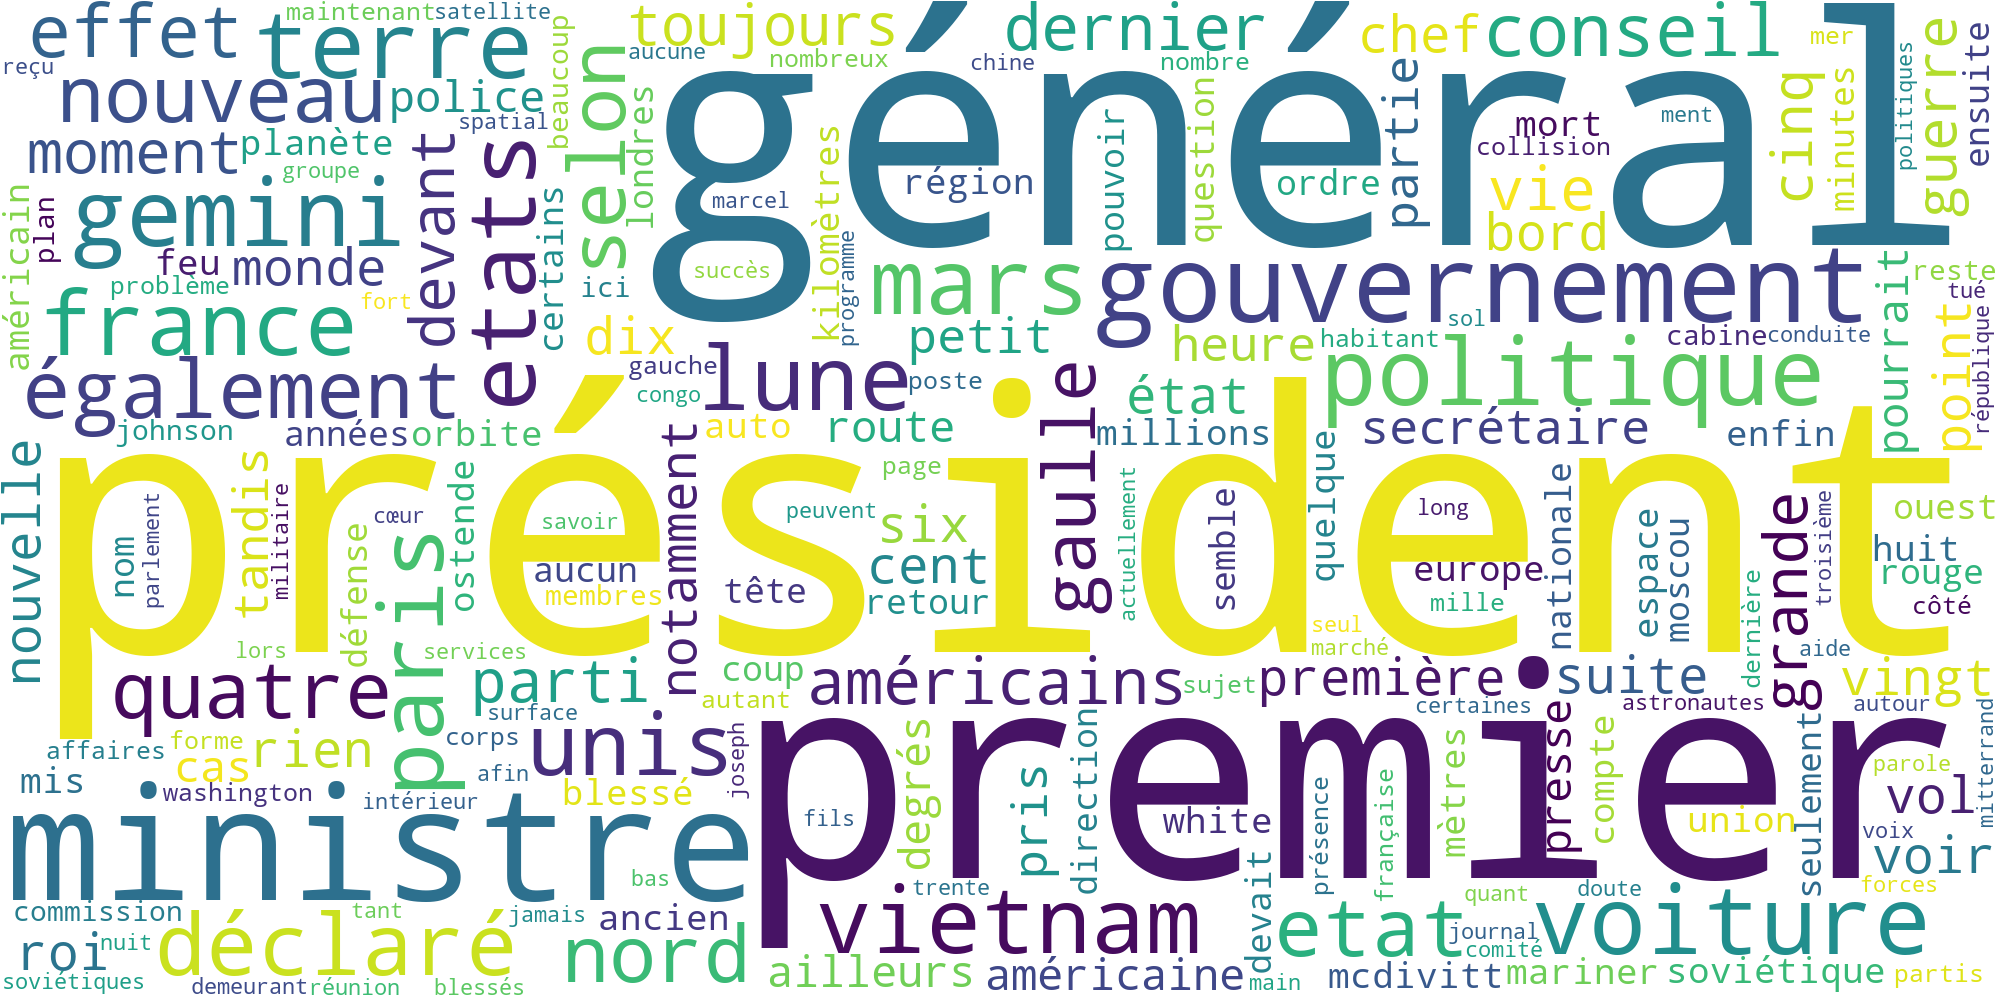 effet
terre
maintenant
satellite
reçu
nouveau
police
beaucoup
toujours
aucune
nombreux
dernier
chine
nombre
chef
conseil
mer
général
guerre
ensuite
politiques
moment
planète
spatial
groupe
selon
londres
devant
etats
certains
gemini
américain
plan
feu
monde
problème
fort
ici
france
également
johnson
années
orbite
kilomètres
marcel
succès
programme
région
pouvoir
question
ordre
partie
mort
collision
ment
cinq
minutes
vie
bord
dix
mars
gouvernement
petit
heure
habitant
sol
cabine
conduite
pourrait
reste
tué
république
point
gauche
congo
lune
poste
auto
route
gaulle
état
millions
politique
secrétaire
enfin
président
nouvelle
nom
parlement
tandis
militaire
cœur
défense
paris
ostende
savoir
aucun
membres
notamment
tête
page
peuvent
six
cent
retour
actuellement
semble
quelque
long
europe
mille
nationale
espace
moscou
grande
troisième
ouest
huit
rouge
côté
lors
services
quatre
parti
coup
autant
américains
sujet
première
seul
marché
suite
certaines
astronautes
dernière
aide
vingt
autour
affaires
forme
rien
cas
mis
washington
intérieur
surface
corps
afin
unis
blessé
joseph
premier
fils
degrés
pris
direction
white
présence
française
mètres
presse
compte
union
seulement
parole
mitterrand
vol
voix
voir
ministre
bas
commission
tant
jamais
ancien
trente
vietnam
devait
quant
doute
forces
roi
nuit
déclaré
nord
etat
journal
comité
voiture
soviétiques
demeurant
réunion
blessés
ailleurs
américaine
main
mcdivitt
mariner
soviétique
partis